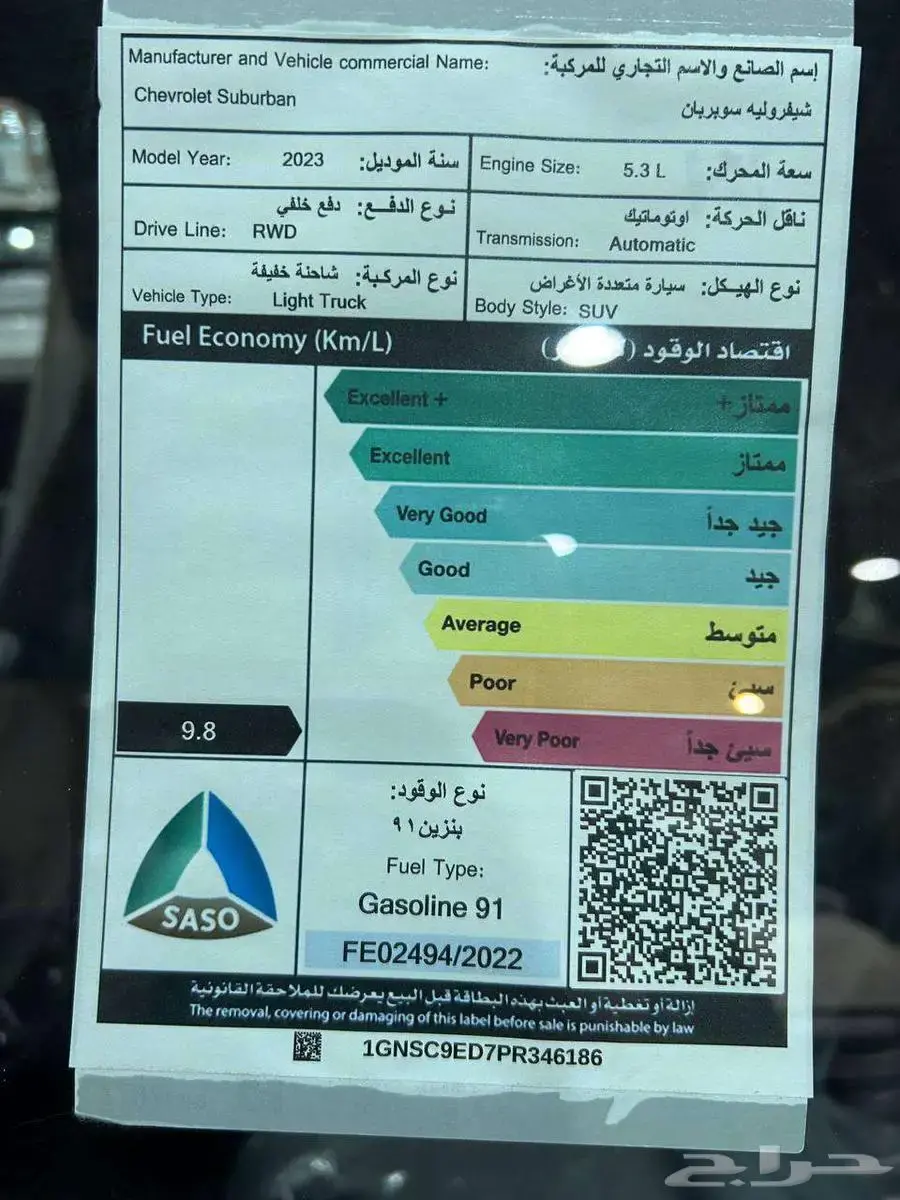 Manufacturer and Vehicle commercial Name: إسم الصانع والاسم التجاري للمركبة:
Chevrolet Suburban شيفروليه سوبربان
Model Year: 2023 سنة الموديل:
Engine Size: 5.3 L سعة المحرك:
نوع الدفع: دفع خلفي
Drive Line: RWD
ناقل الحركة: اوتوماتيك
Transmission: Automatic
نوع المركبة: شاحنة خفيفة
Vehicle Type: Light Truck
نوع الهيكل: سيارة متعددة الأغراض
Body Style: SUV
Fuel Economy (Km/L) اقتصاد الوقود
Excellent + ممتاز+
Excellent ممتاز
Very Good جيد جداً
Good جيد
Average متوسط
Poor سيئ
Very Poor سيئ جداً
9.8
SASO
نوع الوقود:
بنزين٩١
Fuel Type:
Gasoline 91
FE02494/2022
إزالة أو تغطية أو العبث بهذه البطاقة قبل البيع يعرضك للملاحقة القانونية
The removal, covering or damaging of this label before sale is punishable by law
1GNSC9ED7PR346186
حراج